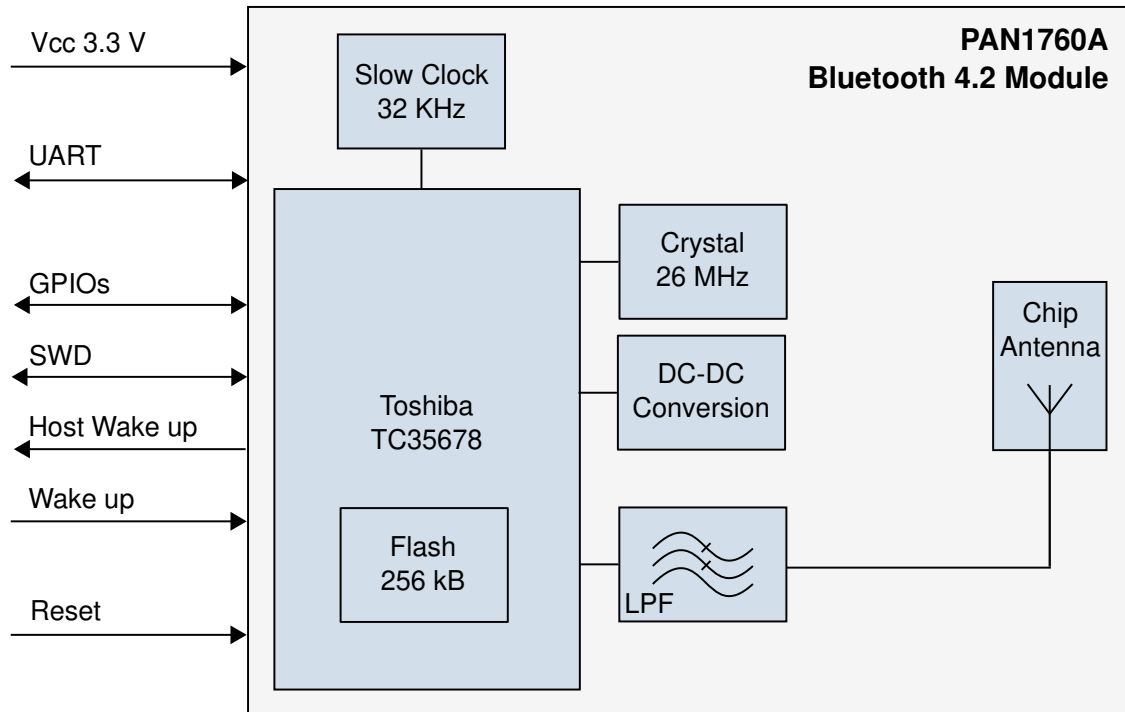 Vcc 3.3 V
UART
GPIOs
SWD
Host Wake up
Wake up
Reset
PAN1760A
Bluetooth 4.2 Module
Slow Clock
32 KHz
Crystal
26 MHz
DC-DC
Conversion
Toshiba
TC35678
Flash
256 kB
LPF
Chip
Antenna